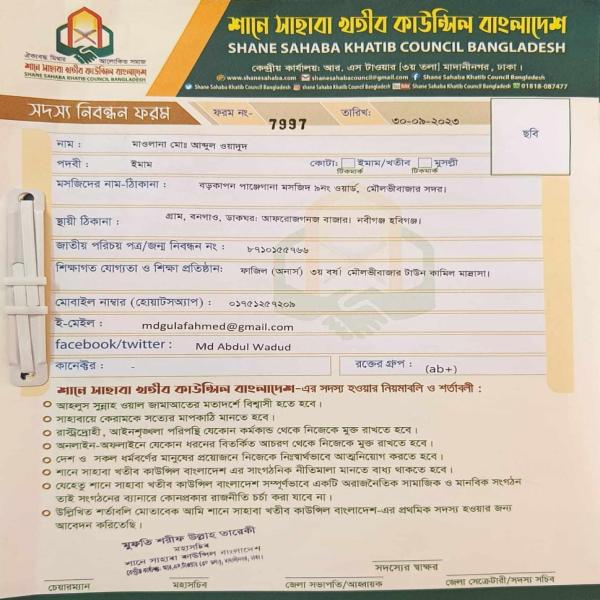 ঐক্যবদ্ধ মিম্বার আলোকিত সমাজ
শানে সাহাবা খতীব কাউন্সিল বাংলাদেশ
SHANE SAHABA KHATIB COUNCIL BANGLADESH
শানে সাহাবা খতীব কাউন্সিল বাংলাদেশ
SHANE SAHABA KHATIB COUNCIL BANGLADESH
কেন্দ্রীয় কার্যালয়: আর. এস টাওয়ার (৩য় তলা) মাদানীনগর, ঢাকা।
www.shanesahaba.com shanesahabacouncil@gmail.com Shane Sahaba Khatib Council Bangladesh
Shane Sahaba Khatib Council Bangladesh Shane Sahaba Khatib Council Bangladesh Shane Sahaba Khatib Council Bangladesh 01818-087477
সদস্য নিবন্ধন ফরম ফরম নং- 7997 তারিখ: ৩০-০৯-২০২৩
ছবি
নাম : মাওলানা মোঃ আব্দুল ওয়াদুদ
পদবী : ইমাম কোটা: ইমাম/খতীব মুসল্লী
টিকমার্ক টিকমার্ক
মসজিদের নাম-ঠিকানা : বড়কাপন পাঞ্জেগানা মসজিদ ৯নং ওয়ার্ড, মৌলভীবাজার সদর।
স্থায়ী ঠিকানা : গ্রাম, বনগাও, ডাকঘর: আফরোজগনজ বাজার। নবীগঞ্জ হবিগঞ্জ।
জাতীয় পরিচয় পত্র/জন্ম নিবন্ধন নং : ৮৭১০১৫৫৭৬৬
শিক্ষাগত যোগ্যতা ও শিক্ষা প্রতিষ্ঠান: ফাজিল (অনার্স) ৩য় বর্ষ। মৌলভীবাজার টাউন কামিল মাদ্রাসা।
মোবাইল নাম্বার (হোয়াটসঅ্যাপ) : ০১৭৫১২৫৭২০৯
ই-মেইল : mdgulafahmed@gmail.com
facebook/twitter : Md Abdul Wadud
কানেক্টর : - রক্তের গ্রুপ : (ab+)
শানে সাহাবা খতীব কাউন্সিল বাংলাদেশ-এর সদস্য হওয়ার নিয়মাবলি ও শর্তাবলী :
আহলুস সুন্নাহ ওয়াল জামাআতের মতাদর্শে বিশ্বাসী হতে হবে।
সাহাবায়ে কেরামকে সত্যের মাপকাঠি মানতে হবে।
রাস্ট্রদ্রোহী, আইনশৃঙ্খলা পরিপন্থি যেকোন কর্মকান্ড থেকে নিজেকে মুক্ত রাখতে হবে।
অনলাইন-অফলাইনে যেকোন ধরনের বিতর্কিত আচরণ থেকে নিজেকে মুক্ত রাখতে হবে।
দেশ ও সকল ধর্মবর্ণের মানুষের প্রয়োজনে নিজেকে নিঃস্বার্থভাবে আত্মনিয়োগ করতে হবে।
শানে সাহাবা খতীব কাউন্সিল বাংলাদেশ এর সাংগঠনিক নীতিমালা মানতে বাধ্য থাকতে হবে।
যেহেতু শানে সাহাবা খতীব কাউন্সিল বাংলাদেশ সম্পূর্ণভাবে একটি অরাজনৈতিক সামাজিক ও মানবিক সংগঠন
তাই সংগঠনের ব্যানারে কোনপ্রকার রাজনীতি চর্চা করা যাবে না।
উল্লিখিত শর্তাবলি মোতাবেক আমি শানে সাহাবা খতীব কাউন্সিল বাংলাদেশ-এর প্রাথমিক সদস্য হওয়ার জন্য
আবেদন করিতেছি।
মুফতি শরীফ উল্লাহ তারেকী
মহাসচিব
শানে সাহাবা খতীব কাউন্সিল বাংলাদেশ
সদস্যের স্বাক্ষর
চেয়ারম্যান মহাসচিব জেলা সভাপতি/আহ্বায়ক জেলা সেক্রেটারী/সদস্য সচিব